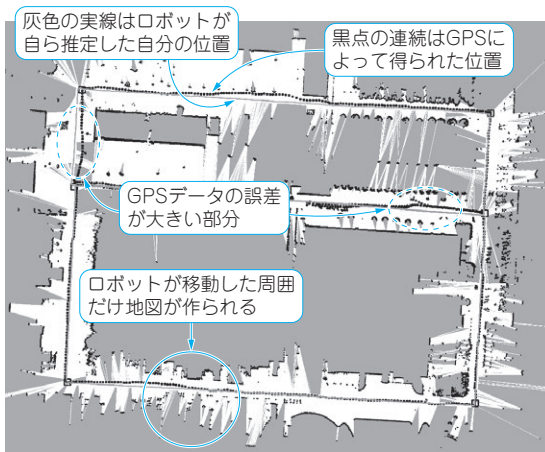 灰色の実線はロボットが
自ら推定した自分の位置
黒点の連続はGPSに
よって得られた位置
GPSデータの誤差
が大きい部分
ロボットが移動した周囲
だけ地図が作られる